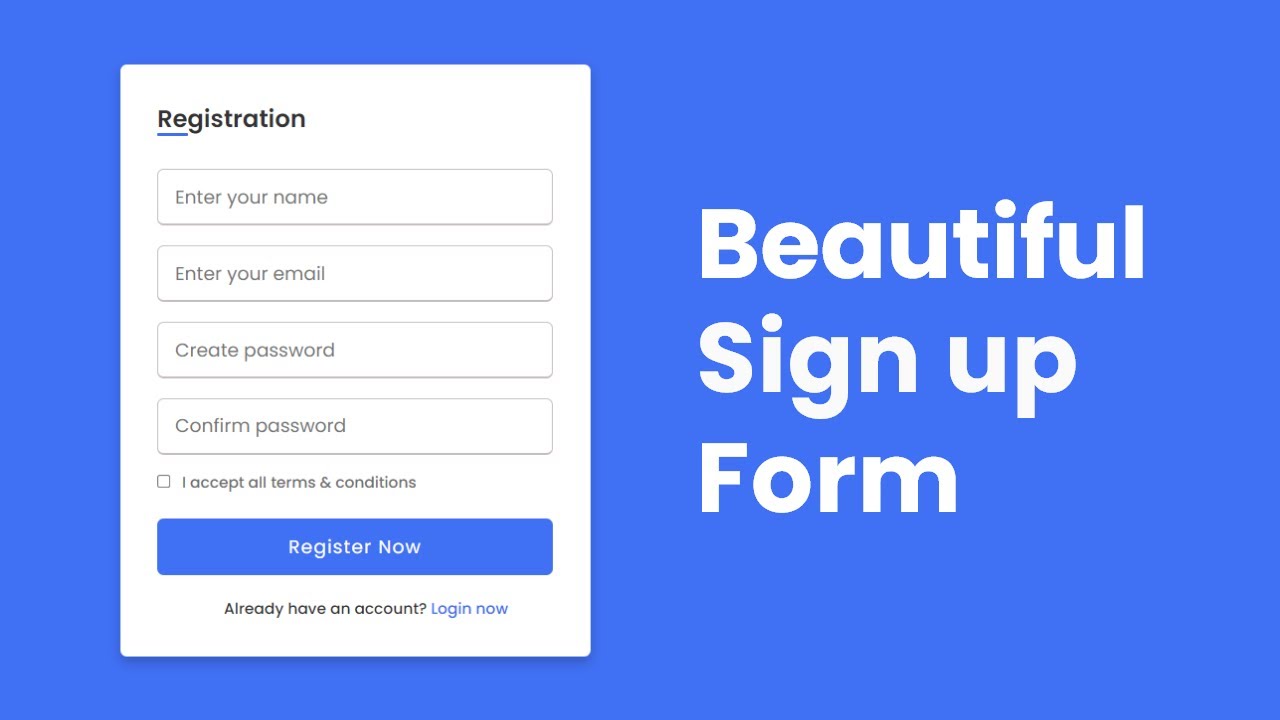 Registration
Enter your name
Enter your email
Create password
Confirm password
I accept all terms & conditions
Register Now
Already have an account? Login now
Beautiful
Sign up
Form